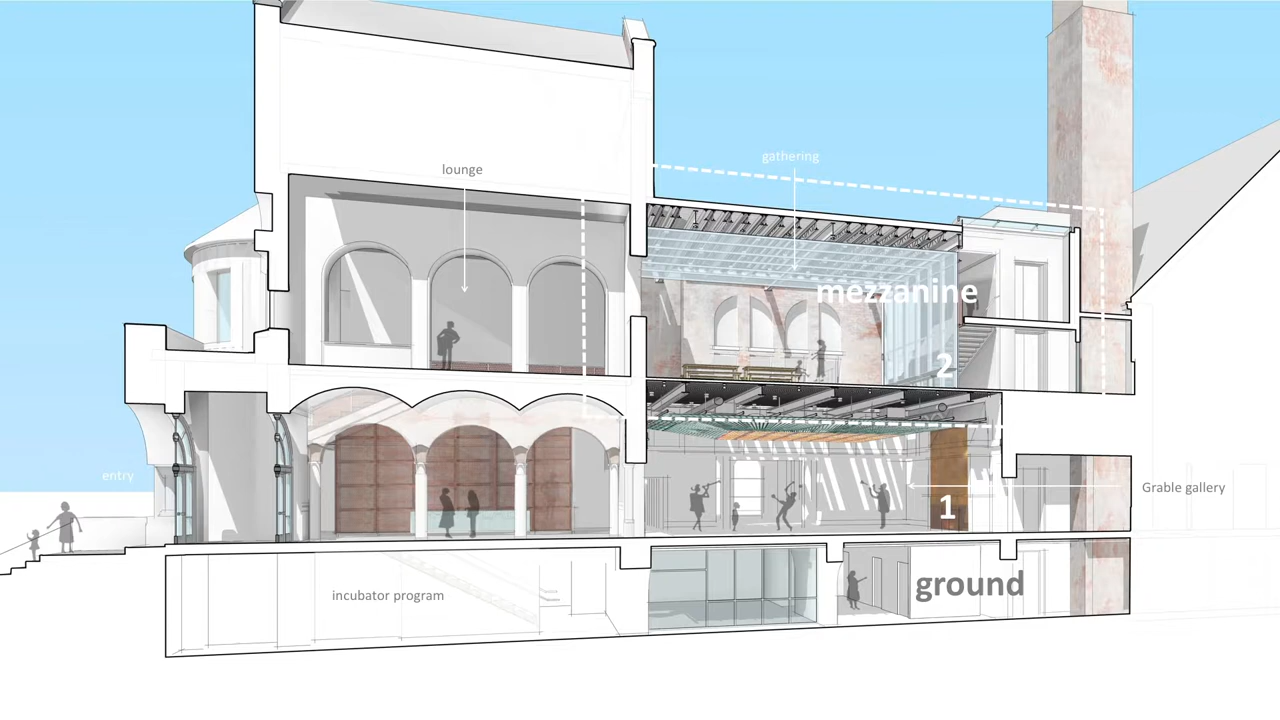 gathering
lounge
mezzanine
2
entry
Grable gallery
1
ground
incubator program